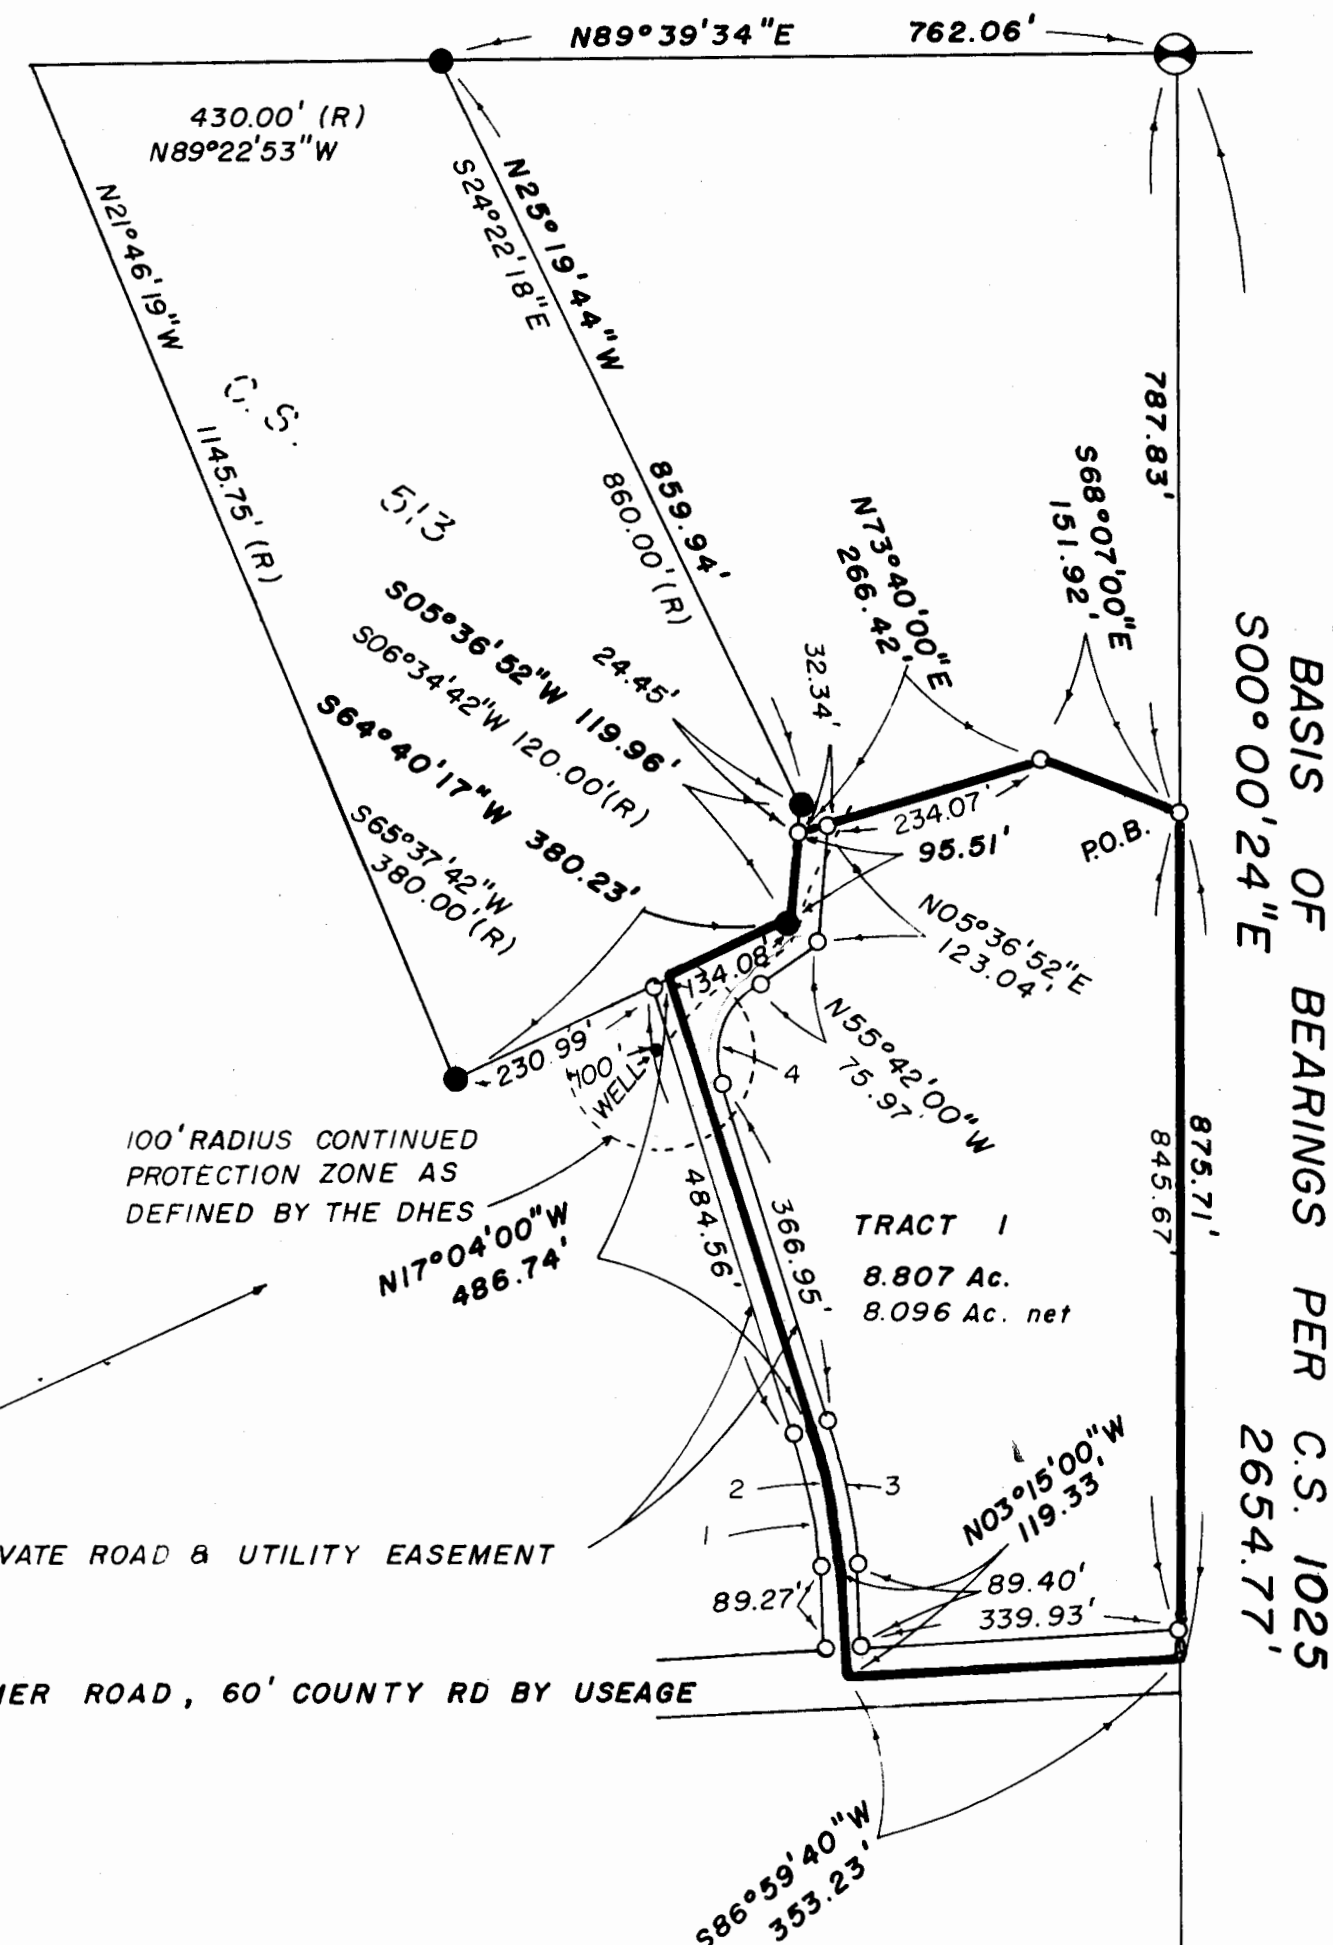 N89°39'34"E 762.06'
430.00' (R)
N89°22'53"W
N21°46'19"W
1145.75' (R)
N25°19'44"W
S24°22'18"E
859.94'
860.00' (R)
C.S.
513
787.83'
S68°07'00"E
151.92'
N73°40'00"E
266.42'
32.34'
24.45'
S05°36'52"W 119.96'
S06°34'42"W 120.00'(R)
S64°40'17"W 380.23'
S65°37'42"W
380.00'(R)
234.07'
95.51'
P.O.B.
N05°36'52"E
123.04'
134.08'
N55°42'00"W
75.97'
230.99'
100'
WELL
4
100' RADIUS CONTINUED
PROTECTION ZONE AS
DEFINED BY THE DHES
N17°04'00"W
486.74'
484.56'
366.95'
TRACT 1
8.807 Ac.
8.096 Ac. net
875.71'
845.67'
BASIS OF BEARINGS PER C.S. 1025
S00°00'24"E 2654.77'
2
3
1
N03°15'00"W
119.33'
VATE ROAD & UTILITY EASEMENT
89.27'
89.40'
339.93'
MER ROAD, 60' COUNTY RD BY USEAGE
S86°59'40"W
353.23'